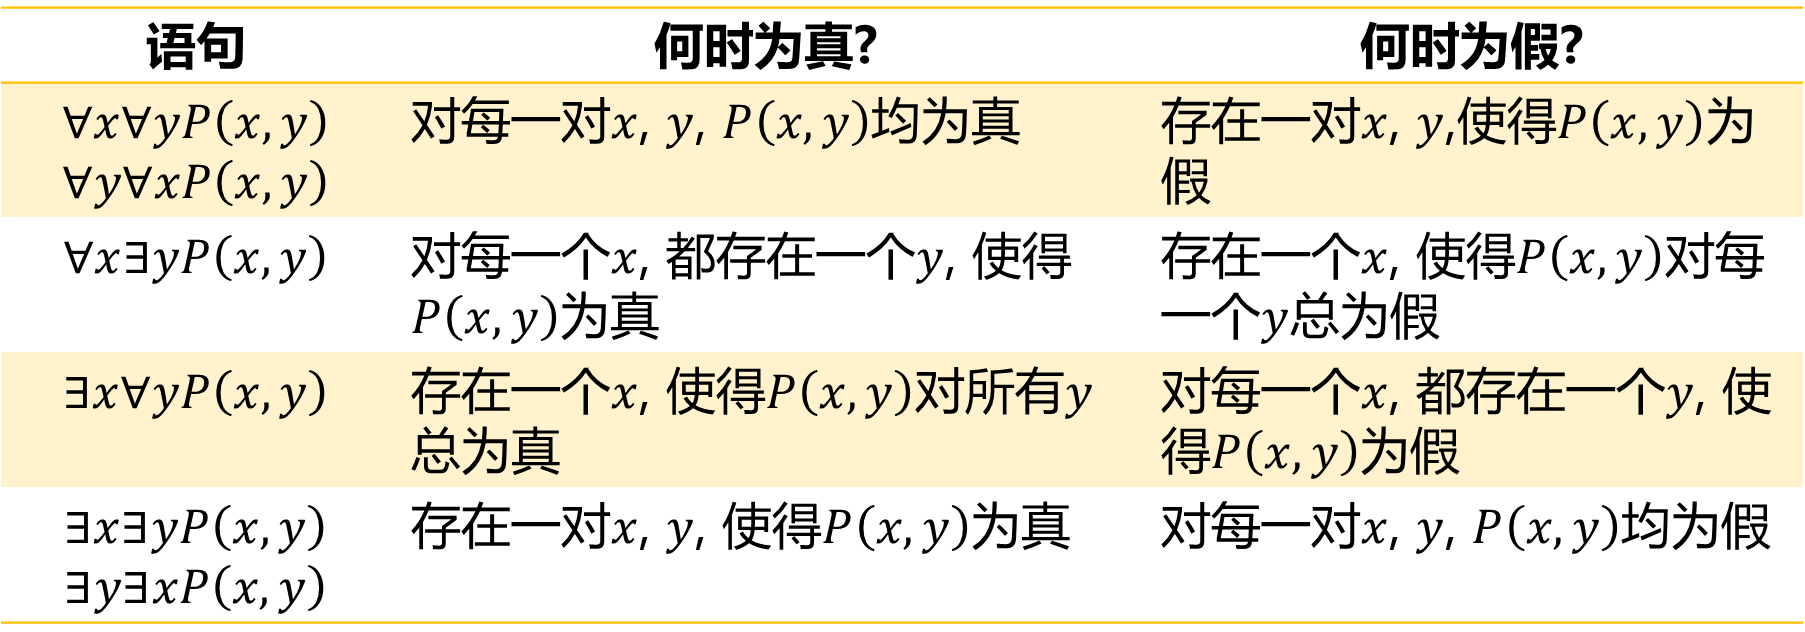 语句 何时为真? 何时为假?
∀x∀yP(x,y) 对每一对x, y, P(x,y)均为真 存在一对x, y,使得P(x,y)为
∀y∀xP(x,y) 假
∀x∃yP(x,y) 对每一个x, 都存在一个y, 使得 存在一个x, 使得P(x,y)对每
P(x,y)为真 一个y总为假
∃x∀yP(x,y) 存在一个x, 使得P(x,y)对所有y 对每一个x, 都存在一个y, 使
总为真 得P(x,y)为假
∃x∃yP(x,y) 存在一对x, y, 使得P(x,y)为真 对每一对x, y, P(x,y)均为假
∃y∃xP(x,y)